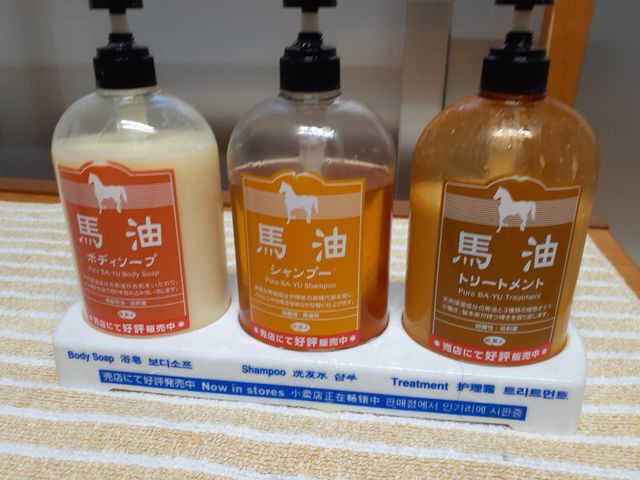 馬油
ボディソープ
Pure BA-YU Body Soap
売店にて好評販売中
馬油
シャンプー
Pure BA-YU Shampoo
売店にて好評販売中
馬油
トリートメント
Pure BA-YU Treatment
弱酸性・低刺激
売店にて好評販売中
Body Soap 浴皂 보디소프
Shampoo 洗发水 샴푸
Treatment 护理霜 트리트먼트
売店にて好評発売中 Now in stores 小卖店正在畅销中 판매점에서 인기리에 시판중